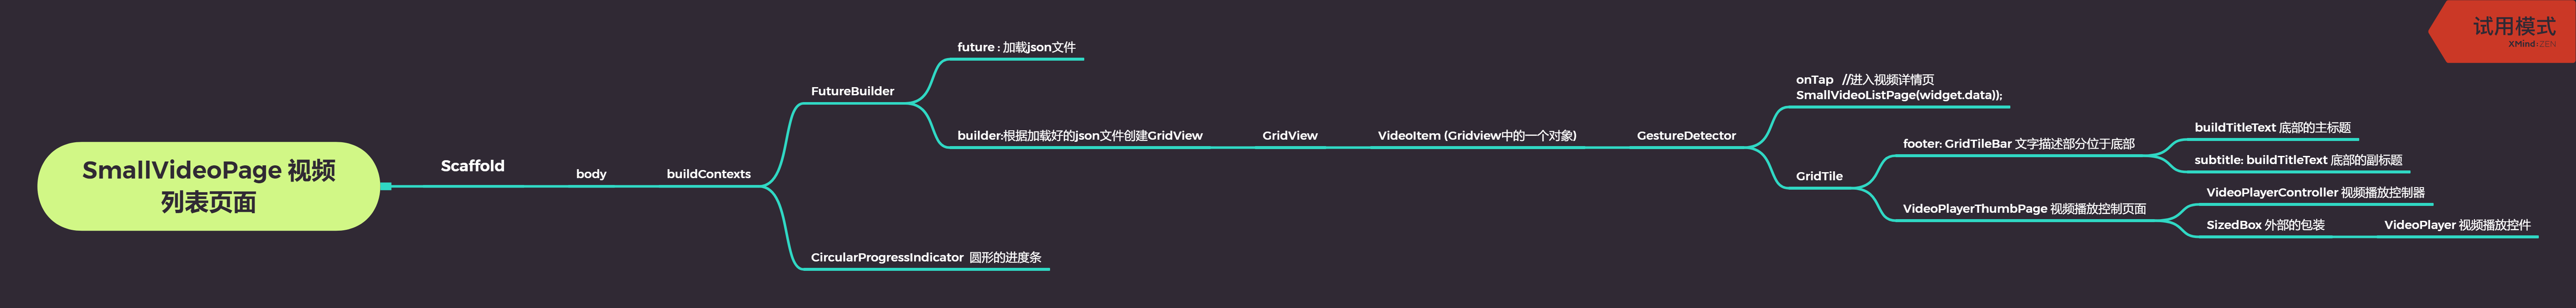 试用模式
XMind:ZEN
SmallVideoPage 视频
列表页面
Scaffold
body
buildContexts
FutureBuilder
future : 加载json文件
builder:根据加载好的json文件创建GridView
GridView
VideoItem (Gridview中的一个对象)
GestureDetector
onTap //进入视频详情页
SmallVideoListPage(widget.data));
GridTile
footer: GridTileBar 文字描述部分位于底部
buildTitleText 底部的主标题
subtitle: buildTitleText 底部的副标题
VideoPlayerThumbPage 视频播放控制页面
VideoPlayerController 视频播放控制器
SizedBox 外部的包装
VideoPlayer 视频播放控件
CircularProgressIndicator 圆形的进度条